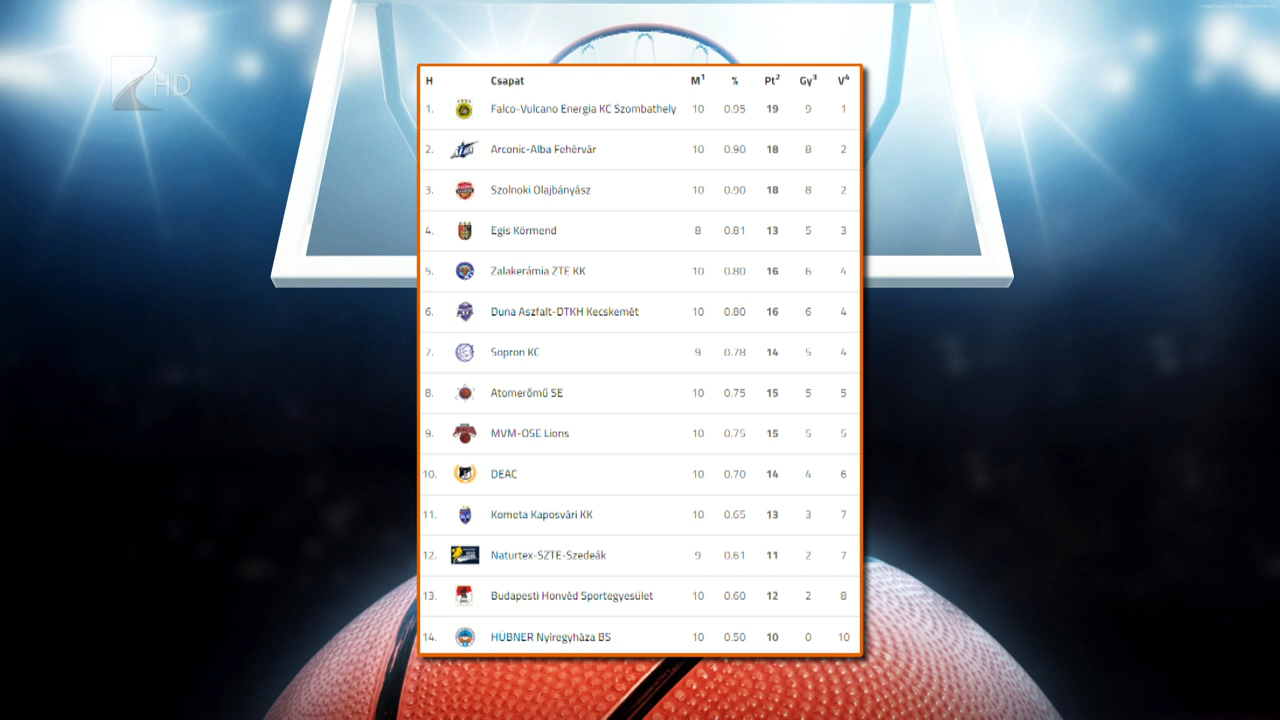 HD
H Csapat M¹ % Pt² Gy³ V⁴
1. Falco-Vulcano Energia KC Szombathely 10 0.95 19 9 1
2. Arconic-Alba Fehérvár 10 0.90 18 8 2
3. Szolnoki Olajbányász 10 0.90 18 8 2
4. Egis Körmend 8 0.81 13 5 3
5. Zalakerámia ZTE KK 10 0.80 16 6 4
6. Duna Aszfalt-DTKH Kecskemét 10 0.80 16 6 4
7. Sopron KC 9 0.78 14 5 4
8. Atomerőmű SE 10 0.75 15 5 5
9. MVM-OSE Lions 10 0.75 15 5 5
10. DEAC 10 0.70 14 4 6
11. Kometa Kaposvári KK 10 0.65 13 3 7
12. Naturtex-SZTE-Szedeák 9 0.61 11 2 7
13. Budapesti Honvéd Sportegyesület 10 0.60 12 2 8
14. HÜBNER Nyíregyháza BS 10 0.50 10 0 10